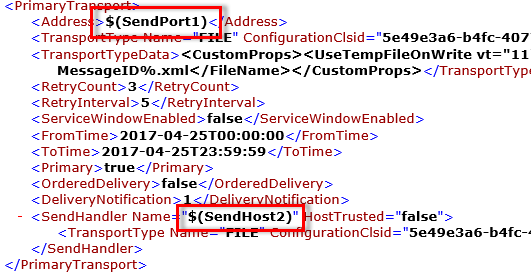 <PrimaryTransport>
<Address>$(SendPort1)</Address>
<TransportType Name="FILE" ConfigurationClsid="5e49e3a6-b4fc-407
<TransportTypeData><CustomProps><UseTempFileOnWrite vt="11
MessageID%.xml</FileName></CustomProps></TransportTyp
<RetryCount>3</RetryCount>
<RetryInterval>5</RetryInterval>
<ServiceWindowEnabled>false</ServiceWindowEnabled>
<FromTime>2017-04-25T00:00:00</FromTime>
<ToTime>2017-04-25T23:59:59</ToTime>
<Primary>true</Primary>
<OrderedDelivery>false</OrderedDelivery>
<DeliveryNotification>1</DeliveryNotification>
- <SendHandler Name="$(SendHost2)" HostTrusted="false">
<TransportType Name="FILE" ConfigurationClsid="5e49e3a6-b4fc-4
</SendHandler>
</PrimaryTransport>